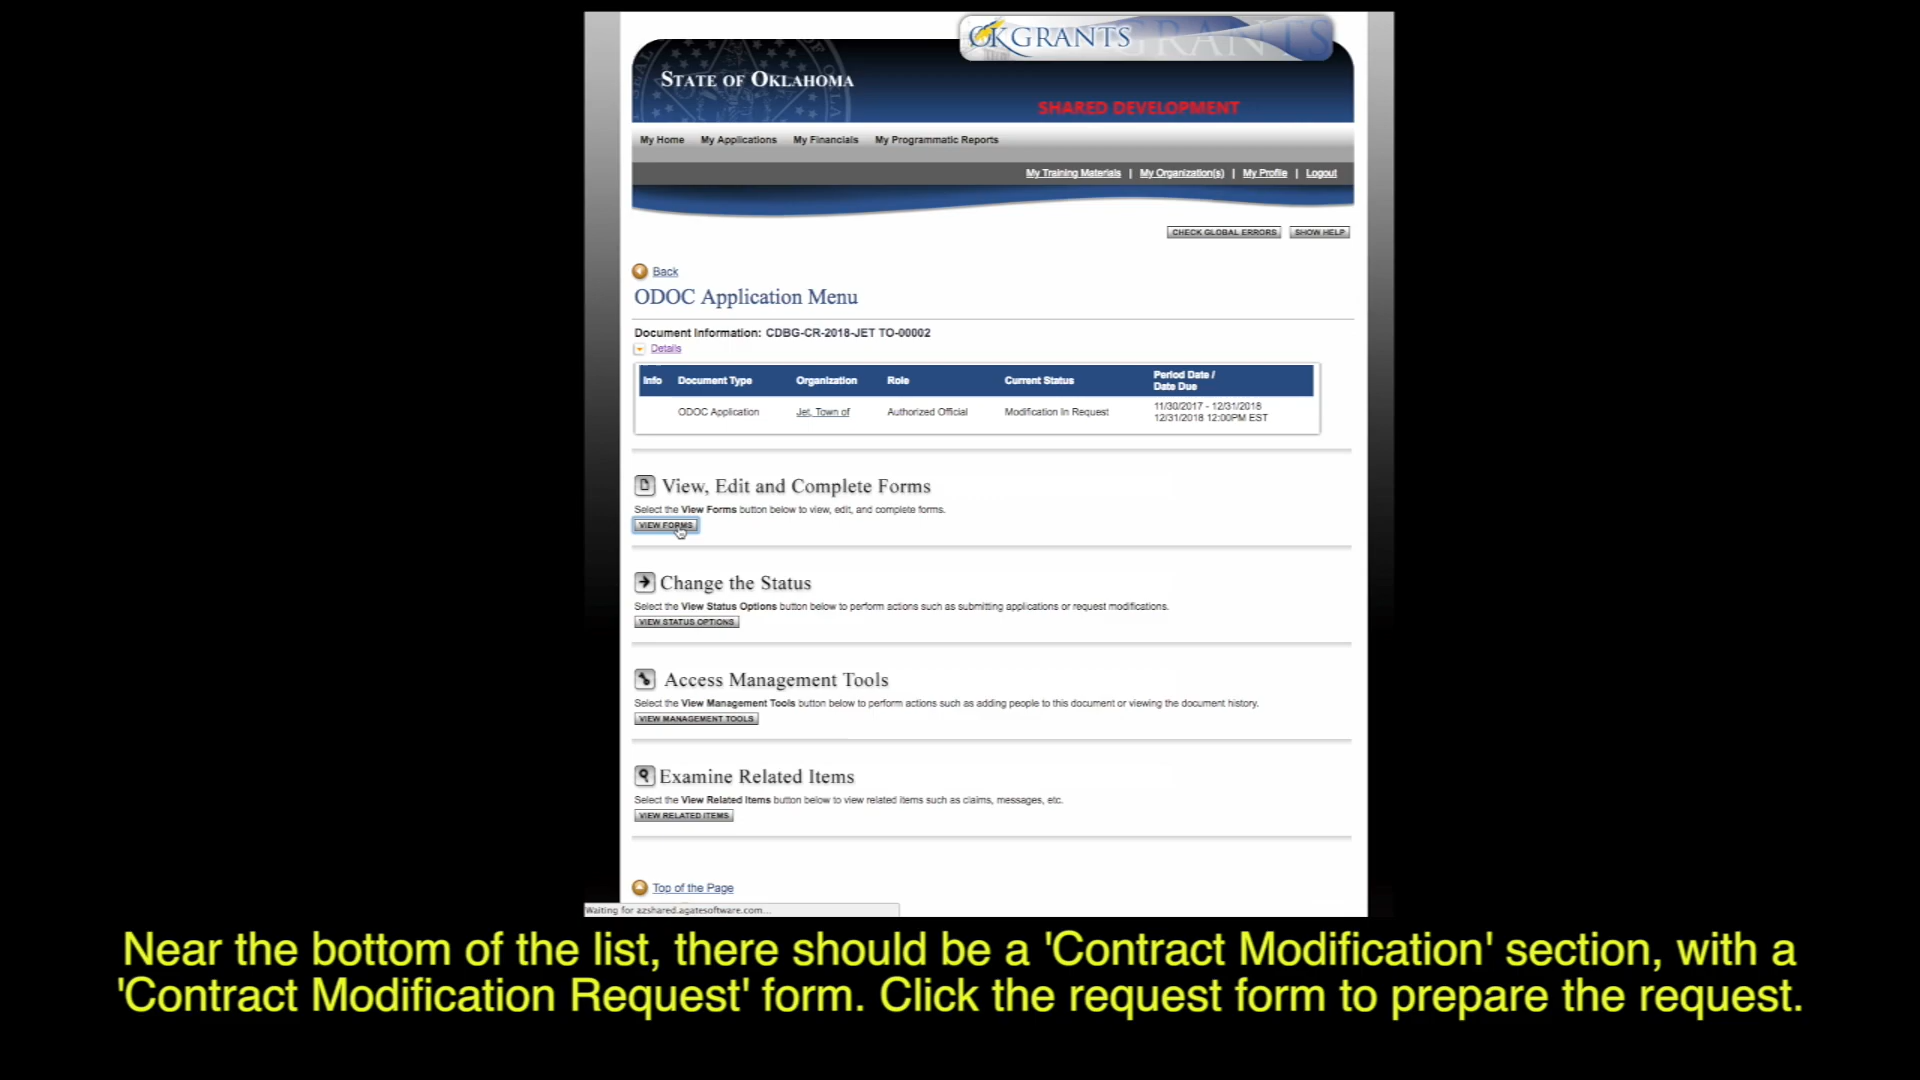 OKGRANTS
STATE OF OKLAHOMA
SHARED DEVELOPMENT
My Home My Applications My Financials My Programmatic Reports
My Training Materials | My Organization(s) | My Profile | Logout
CHECK GLOBAL ERRORS SHOW HELP
Back
ODOC Application Menu
Document Information: CDBG-CR-2018-JET TO-00002
Details
Info Document Type Organization Role Current Status Period Date / Date Due
ODOC Application Jet, Town of Authorized Official Modification In Request 11/30/2017 - 12/31/2018
12/31/2018 12:00PM EST
View, Edit and Complete Forms
Select the View Forms button below to view, edit, and complete forms.
VIEW FORMS
Change the Status
Select the View Status Options button below to perform actions such as submitting applications or request modifications.
VIEW STATUS OPTIONS
Access Management Tools
Select the View Management Tools button below to perform actions such as adding people to this document or viewing the document history.
VIEW MANAGEMENT TOOLS
Examine Related Items
Select the View Related Items button below to view related items such as claims, messages, etc.
VIEW RELATED ITEMS
Top of the Page
Waiting for azshared.agatesoftware.com...
Near the bottom of the list, there should be a 'Contract Modification' section, with a
'Contract Modification Request' form. Click the request form to prepare the request.